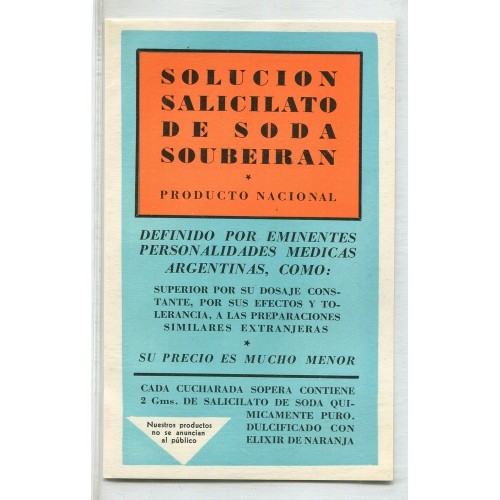 SOLUCION
SALICILATO
DE SODA
SOUBEIRAN
*
PRODUCTO NACIONAL
DEFINIDO POR EMINENTES
PERSONALIDADES MEDICAS
ARGENTINAS, COMO:
SUPERIOR POR SU DOSAJE CONS-
TANTE, POR SUS EFECTOS Y TO-
LERANCIA, A LAS PREPARACIONES
SIMILARES EXTRANJERAS
*
SU PRECIO ES MUCHO MENOR
CADA CUCHARADA SOPERA CONTIENE
2 Gms. DE SALICILATO DE SODA QUI-
MICAMENTE PURO.
DULCIFICADO CON
ELIXIR DE NARANJA
Nuestros productos
no se anuncian
al público